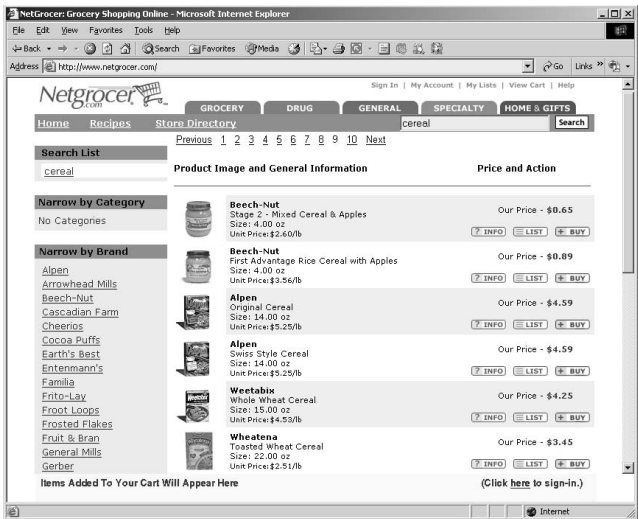 NetGrocer: Grocery Shopping Online - Microsoft Internet Explorer
File Edit View Favorites Tools Help
Back Search Favorites Media
Address http://www.netgrocer.com/ Go Links »
Netgrocer.com
Sign In | My Account | My Lists | View Cart | Help
GROCERY DRUG GENERAL SPECIALTY HOME & GIFTS
Home Recipes Store Directory cereal Search
Previous 1 2 3 4 5 6 7 8 9 10 Next
Search List
cereal
Product Image and General Information Price and Action
Narrow by Category
No Categories
Narrow by Brand
Alpen
Arrowhead Mills
Beech-Nut
Cascadian Farm
Cheerios
Cocoa Puffs
Earth's Best
Entenmann's
Familia
Frito-Lay
Froot Loops
Frosted Flakes
Fruit & Bran
General Mills
Gerber
Beech-Nut
Stage 2 - Mixed Cereal & Apples
Size: 4.00 oz
Unit Price:$2.60/lb
Our Price - $0.65
? INFO LIST + BUY
Beech-Nut
First Advantage Rice Cereal with Apples
Size: 4.00 oz
Unit Price:$3.56/lb
Our Price - $0.89
? INFO LIST + BUY
Alpen
Original Cereal
Size: 14.00 oz
Unit Price:$5.25/lb
Our Price - $4.59
? INFO LIST + BUY
Alpen
Swiss Style Cereal
Size: 14.00 oz
Unit Price:$5.25/lb
Our Price - $4.59
? INFO LIST + BUY
Weetabix
Whole Wheat Cereal
Size: 15.00 oz
Unit Price:$4.53/lb
Our Price - $4.25
? INFO LIST + BUY
Wheatena
Toasted Wheat Cereal
Size: 22.00 oz
Unit Price:$2.51/lb
Our Price - $3.45
? INFO LIST + BUY
Items Added To Your Cart Will Appear Here (Click here to sign-in.)
Internet